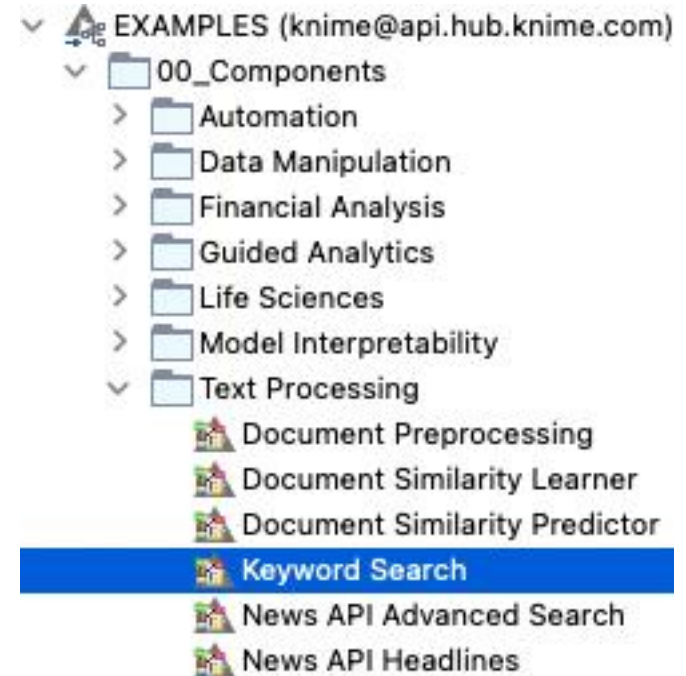 EXAMPLES (knime@api.hub.knime.com)
00_Components
Automation
Data Manipulation
Financial Analysis
Guided Analytics
Life Sciences
Model Interpretability
Text Processing
Document Preprocessing
Document Similarity Learner
Document Similarity Predictor
Keyword Search
News API Advanced Search
News API Headlines